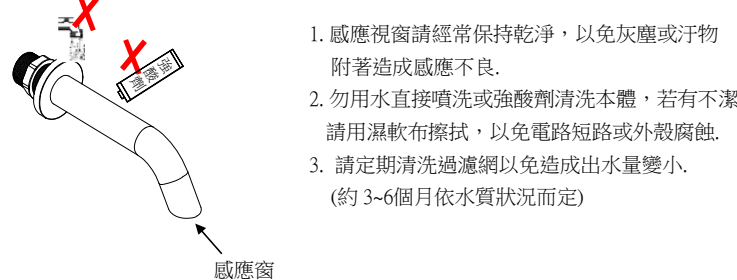 強酸劑
1. 感應視窗請經常保持乾淨，以免灰塵或汙物
附著造成感應不良.
2. 勿用水直接噴洗或強酸劑清洗本體，若有不潔
請用濕軟布擦拭，以免電路短路或外殼腐蝕.
3. 請定期清洗過濾網以免造成出水量變小.
(約 3~6個月依水質狀況而定)
感應窗